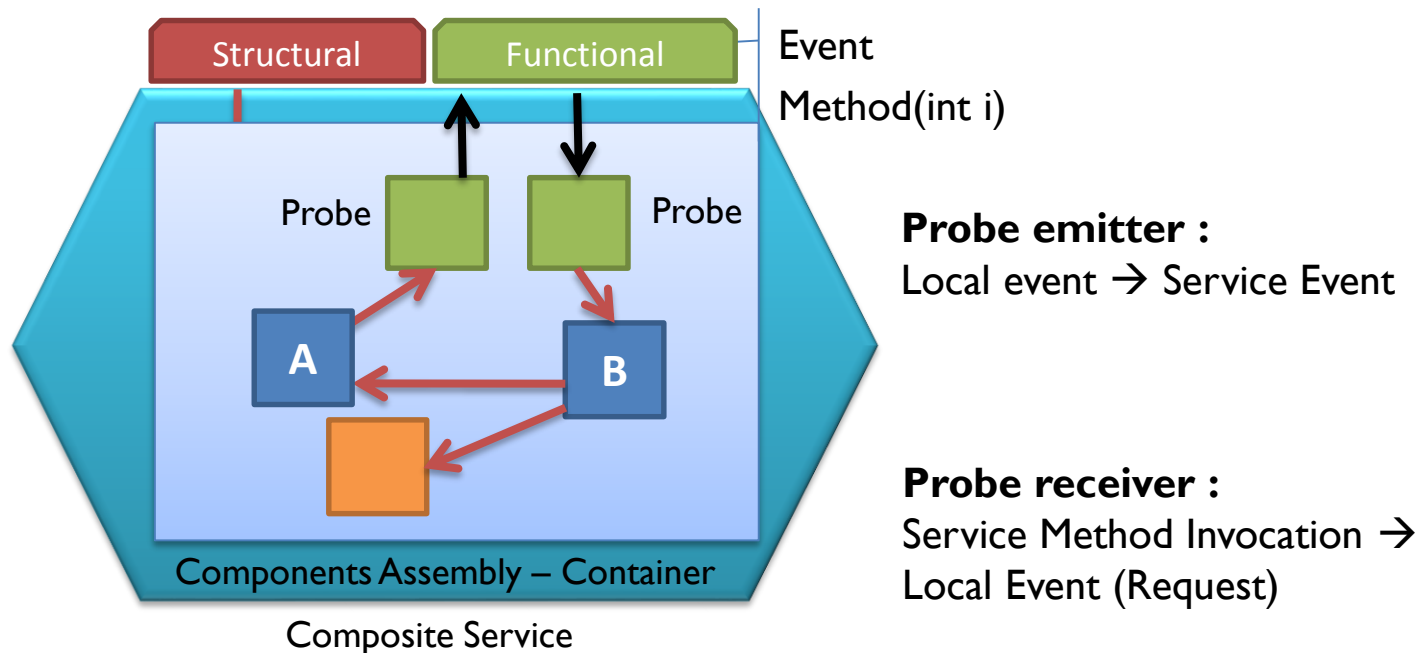 Structural
Functional
Event
Method(int i)
Probe
Probe
Probe emitter :
Local event → Service Event
A
B
Probe receiver :
Service Method Invocation →
Local Event (Request)
Components Assembly – Container
Composite Service